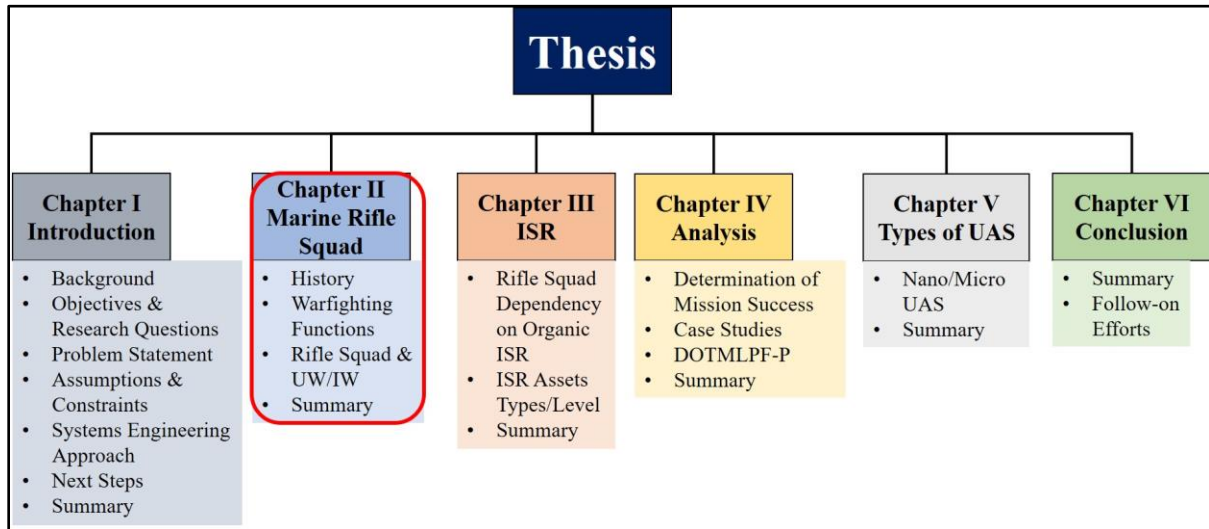 Thesis
Chapter I
Introduction
• Background
• Objectives &
Research Questions
• Problem Statement
• Assumptions &
Constraints
• Systems Engineering
Approach
• Next Steps
• Summary
Chapter II
Marine Rifle
Squad
• History
• Warfighting
Functions
• Rifle Squad &
UW/IW
• Summary
Chapter III
ISR
• Rifle Squad
Dependency
on Organic
ISR
• ISR Assets
Types/Level
• Summary
Chapter IV
Analysis
• Determination of
Mission Success
• Case Studies
• DOTMLPF-P
• Summary
Chapter V
Types of UAS
• Nano/Micro
UAS
• Summary
Chapter VI
Conclusion
• Summary
• Follow-on
Efforts